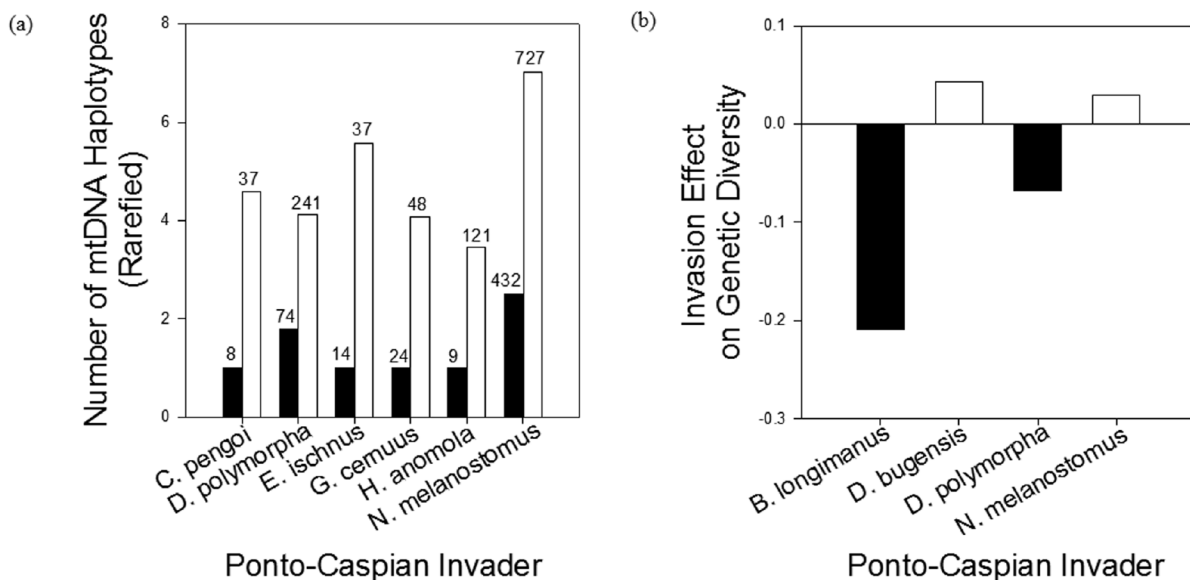 (a)
Number of mtDNA Haplotypes
(Rarefied)
8
6
4
2
0
8
37
74
241
14
37
24
48
9
121
432
727
C. pengoi
D. polymorpha
E. ischnus
G. cernuus
H. anomola
N. melanostomus
Ponto-Caspian Invader
(b)
Invasion Effect
on Genetic Diversity
0.1
0.0
-0.1
-0.2
-0.3
B. longimanus
D. bugensis
D. polymorpha
N. melanostomus
Ponto-Caspian Invader